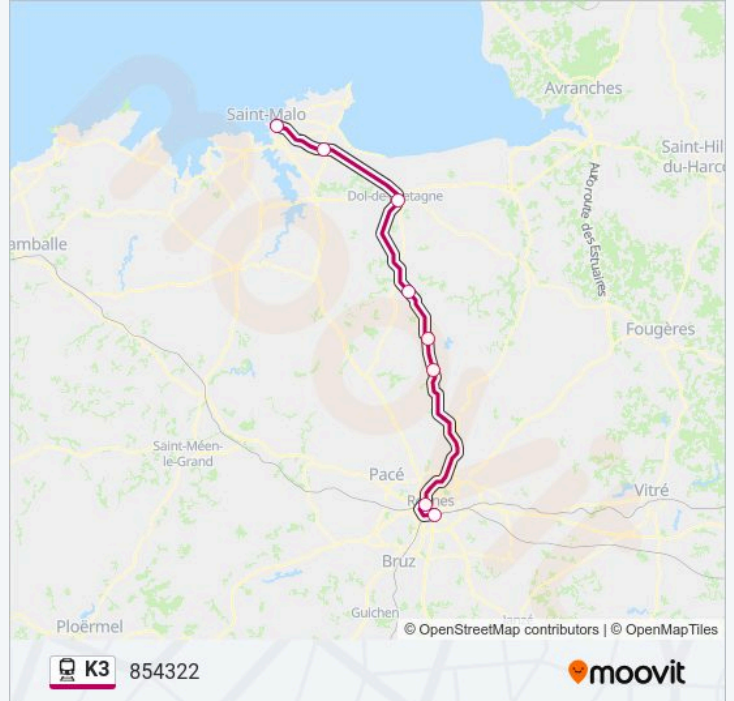 Avranches
Saint-Malo
Saint-Hil
du-Harco
Autoroute des Estuaires
Dol-de-Bretagne
amballe
Fougères
Saint-Méen-
le-Grand
Pacé
Rennes
Vitré
Bruz
Guichen
Ploërmel
© OpenStreetMap contributors | © OpenMapTiles
K3 854322
moovit